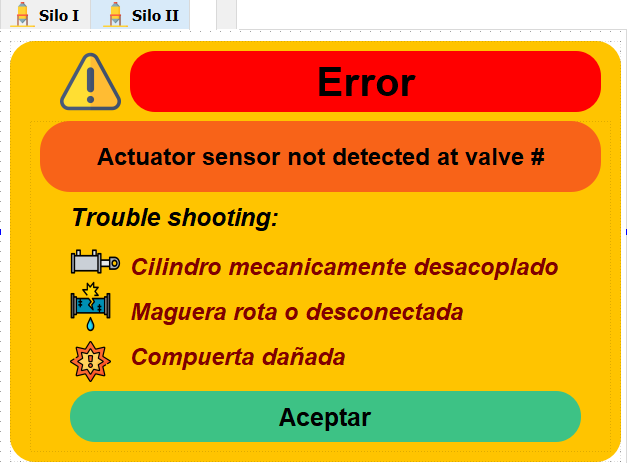 Silo I
Silo II
Error
Actuator sensor not detected at valve #
Trouble shooting:
Cilindro mecanicamente desacoplado
Maguera rota o desconectada
Compuerta dañada
Aceptar